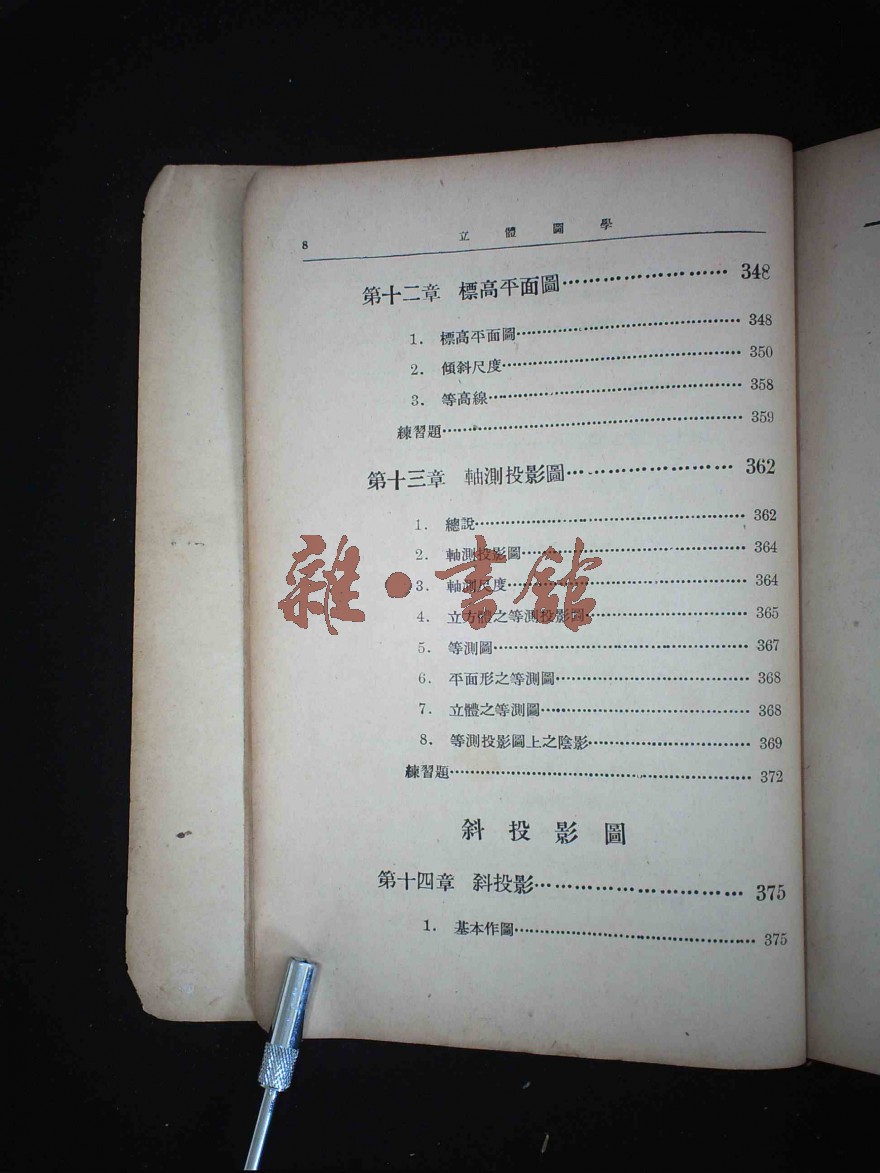 8 立體圖學
第十二章 標高平面圖……………………… 348
1. 標高平面圖……………………… 348
2. 傾斜尺度……………………… 350
3. 等高線……………………… 358
練習題……………………… 359
第十三章 軸測投影圖……………………… 362
1. 總說……………………… 362
2. 軸測投影圖……………………… 364
3. 軸測尺度……………………… 364
4. 立方體之等測投影圖……………………… 365
5. 等測圖……………………… 367
6. 平面形之等測圖……………………… 368
7. 立體之等測圖……………………… 368
8. 等測投影圖上之陰影……………………… 369
練習題……………………… 372
雜·書館
斜投影圖
第十四章 斜投影……………………… 375
1. 基本作圖……………………… 375